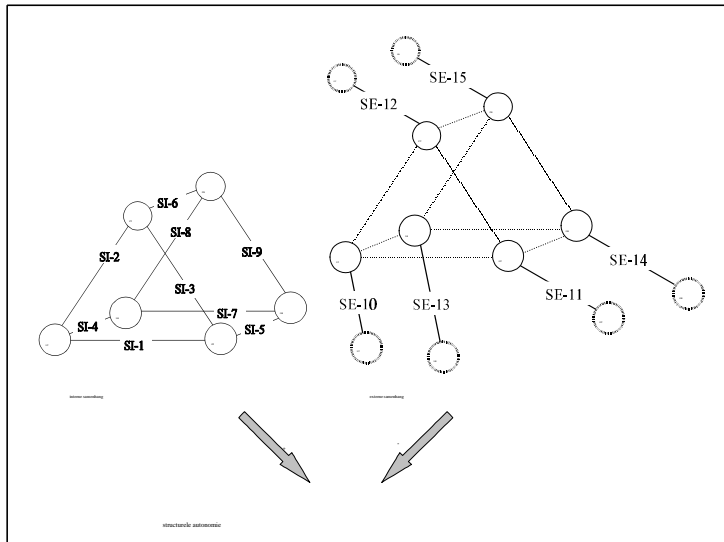 SE-15
SE-12
SI-6
SI-8
SI-2
SI-9
SE-14
SI-3
SE-11
SE-10
SE-13
SI-7
SI-4
SI-5
SI-1
interne samenhang
externe samenhang
structurele autonomie